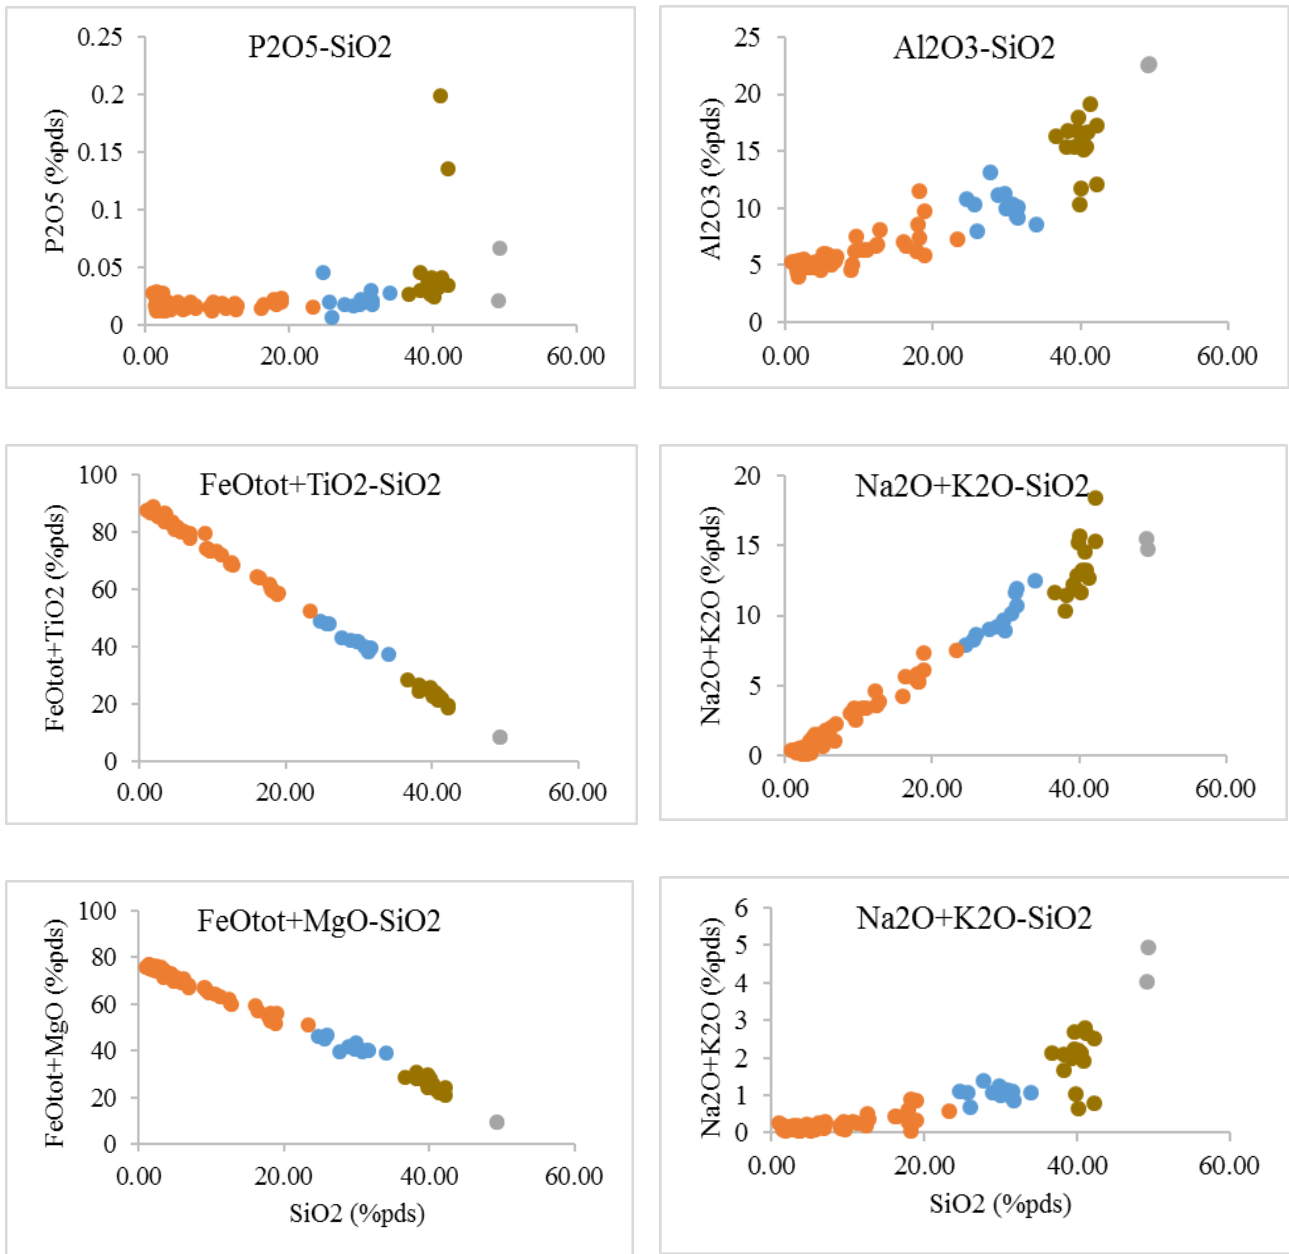 P2O5-SiO2
P2O5 (%pds)
0.25
0.2
0.15
0.1
0.05
0
0.00 20.00 40.00 60.00
Al2O3-SiO2
Al2O3 (%pds)
25
20
15
10
5
0
0.00 20.00 40.00 60.00
FeOtot+TiO2-SiO2
FeOtot+TiO2 (%pds)
100
80
60
40
20
0
0.00 20.00 40.00 60.00
Na2O+K2O-SiO2
Na2O+K2O (%pds)
20
15
10
5
0
0.00 20.00 40.00 60.00
FeOtot+MgO-SiO2
FeOtot+MgO (%pds)
100
80
60
40
20
0
0.00 20.00 40.00 60.00
SiO2 (%pds)
Na2O+K2O-SiO2
Na2O+K2O (%pds)
6
5
4
3
2
1
0
0.00 20.00 40.00 60.00
SiO2 (%pds)